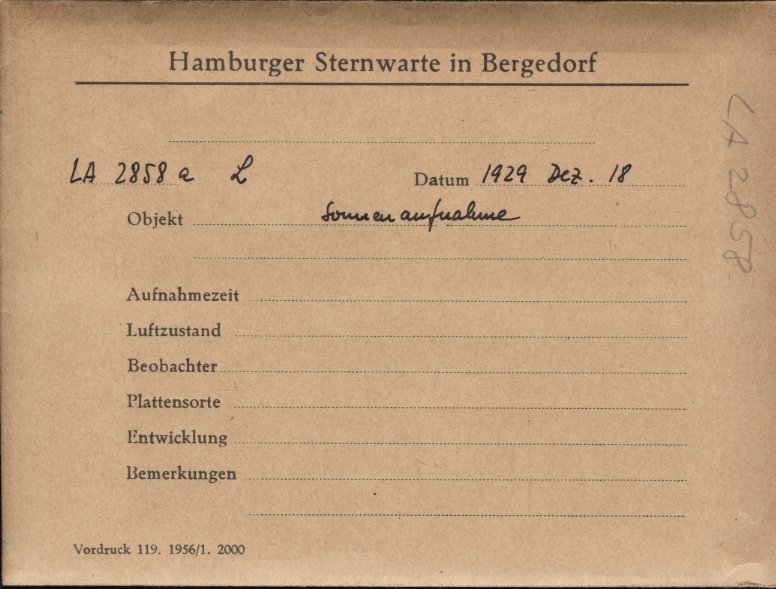 Hamburger Sternwarte in Bergedorf
LA 2858 a L Datum 1929 Dez. 18
Objekt Sonnenaufnahme
Aufnahmezeit
Luftzustand
Beobachter
Plattensorte
Entwicklung
Bemerkungen
Vordruck 119. 1956/1. 2000
LA 2858